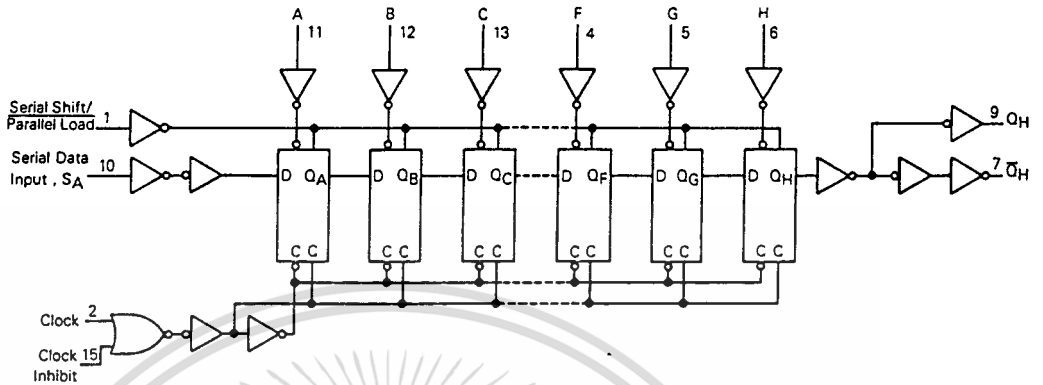 A B C F G H
11 12 13 4 5 6
Serial Shift/
Parallel Load 1
9 QH
Serial Data
Input, SA 10
7 Q̅H
D QA D QB D QC D QF D QG D QH
C C C C C C C C C C C C
Clock 2
Clock 15
Inhibit